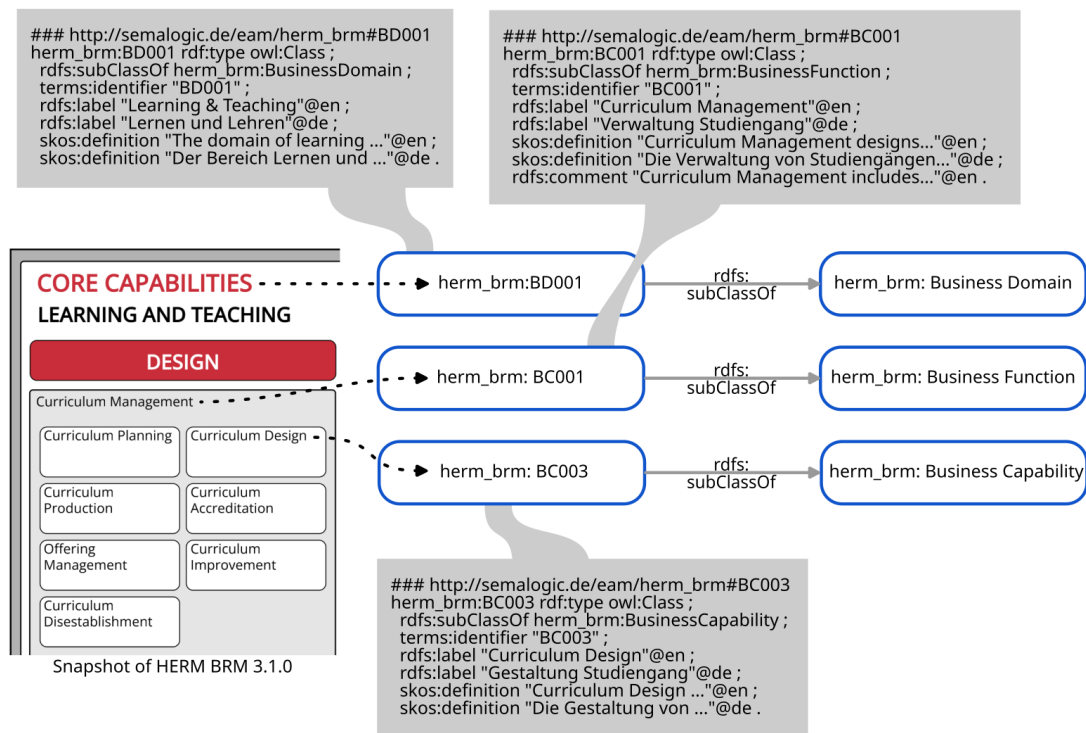 ### http://semalogic.de/eam/herm_brm#BD001
herm_brm:BD001 rdf:type owl:Class ;
rdfs:subClassOf herm_brm:BusinessDomain ;
terms:identifier "BD001" ;
rdfs:label "Learning & Teaching"@en ;
rdfs:label "Lernen und Lehren"@de ;
skos:definition "The domain of learning ..."@en ;
skos:definition "Der Bereich Lernen und ..."@de .
### http://semalogic.de/eam/herm_brm#BC001
herm_brm:BC001 rdf:type owl:Class ;
rdfs:subClassOf herm_brm:BusinessFunction ;
terms:identifier "BC001" ;
rdfs:label "Curriculum Management"@en ;
rdfs:label "Verwaltung Studiengang"@de ;
skos:definition "Curriculum Management designs..."@en ;
skos:definition "Die Verwaltung von Studiengängen..."@de ;
rdfs:comment "Curriculum Management includes..."@en .
CORE CAPABILITIES
LEARNING AND TEACHING
DESIGN
Curriculum Management
Curriculum Planning
Curriculum Design
Curriculum
Production
Curriculum
Accreditation
Offering
Management
Curriculum
Improvement
Curriculum
Disestablishment
Snapshot of HERM BRM 3.1.0
herm_brm:BD001
rdfs:
subClassOf
herm_brm: Business Domain
herm_brm: BC001
rdfs:
subClassOf
herm_brm: Business Function
herm_brm: BC003
rdfs:
subClassOf
herm_brm: Business Capability
### http://semalogic.de/eam/herm_brm#BC003
herm_brm:BC003 rdf:type owl:Class ;
rdfs:subClassOf herm_brm:BusinessCapability ;
terms:identifier "BC003" ;
rdfs:label "Curriculum Design"@en ;
rdfs:label "Gestaltung Studiengang"@de ;
skos:definition "Curriculum Design ..."@en ;
skos:definition "Die Gestaltung von ..."@de .